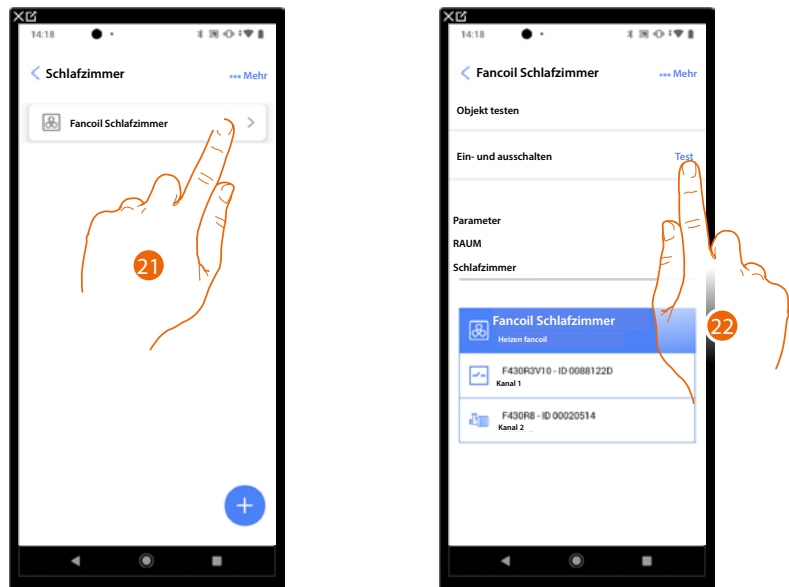 14:18
Schlafzimmer
••• Mehr
Fancoil Schlafzimmer
21
14:18
Fancoil Schlafzimmer
••• Mehr
Objekt testen
Ein- und ausschalten
Test
Parameter
RAUM
Schlafzimmer
Fancoil Schlafzimmer
Heizen fancoil
F430R3V10 - ID 0088122D
Kanal 1
F430R8 - ID 00020514
Kanal 2
22